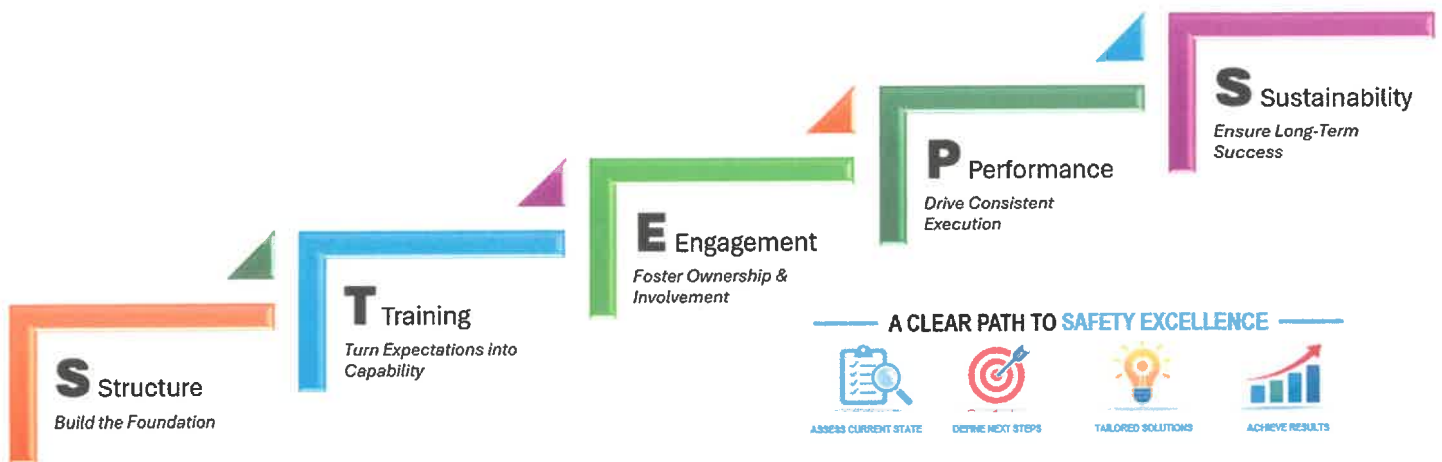 S Structure
Build the Foundation
T Training
Turn Expectations into
Capability
E Engagement
Foster Ownership &
Involvement
P Performance
Drive Consistent
Execution
S Sustainability
Ensure Long-Term
Success
A CLEAR PATH TO SAFETY EXCELLENCE
ASSESS CURRENT STATE
DEFINE NEXT STEPS
TAILORED SOLUTIONS
ACHIEVE RESULTS